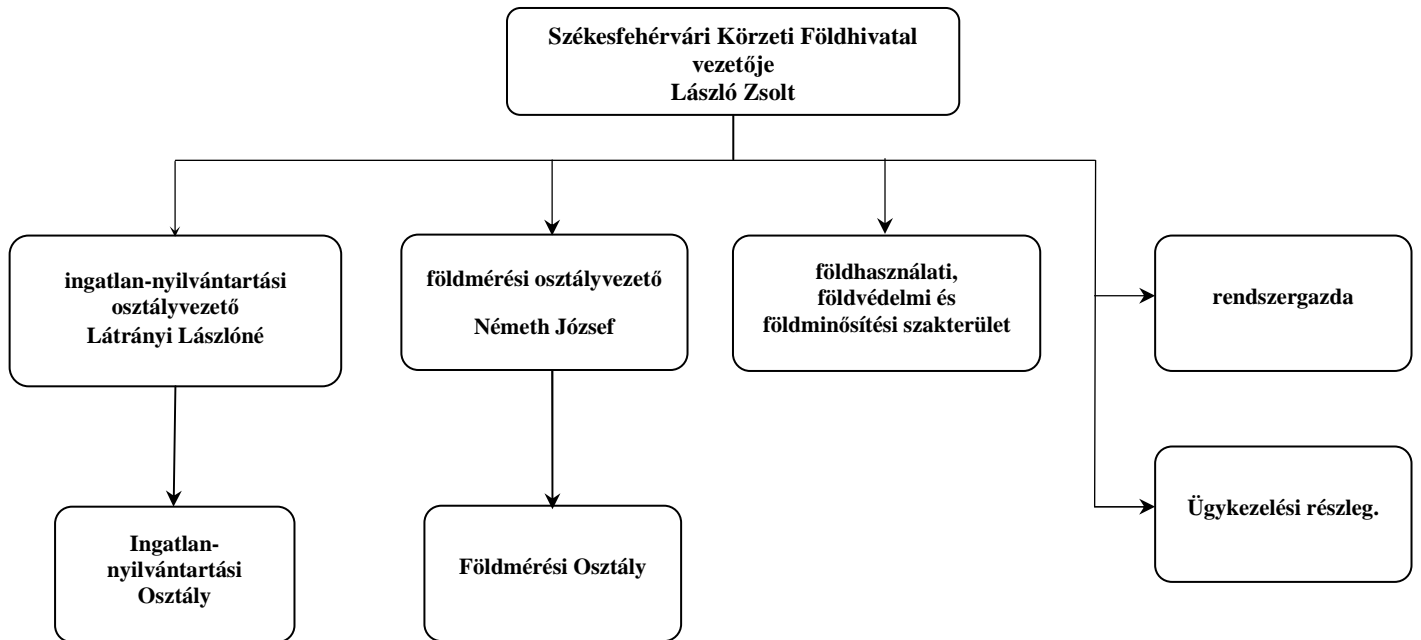 Székesfehérvári Körzeti Földhivatal
vezetője
László Zsolt
ingatlan-nyilvántartási
osztályvezető
Látrányi Lászlóné
földmérési osztályvezető
Németh József
földhasználati,
földvédelmi és
földminősítési szakterület
rendszergazda
Ingatlan-
nyilvántartási
Osztály
Földmérési Osztály
Ügykezelési részleg.